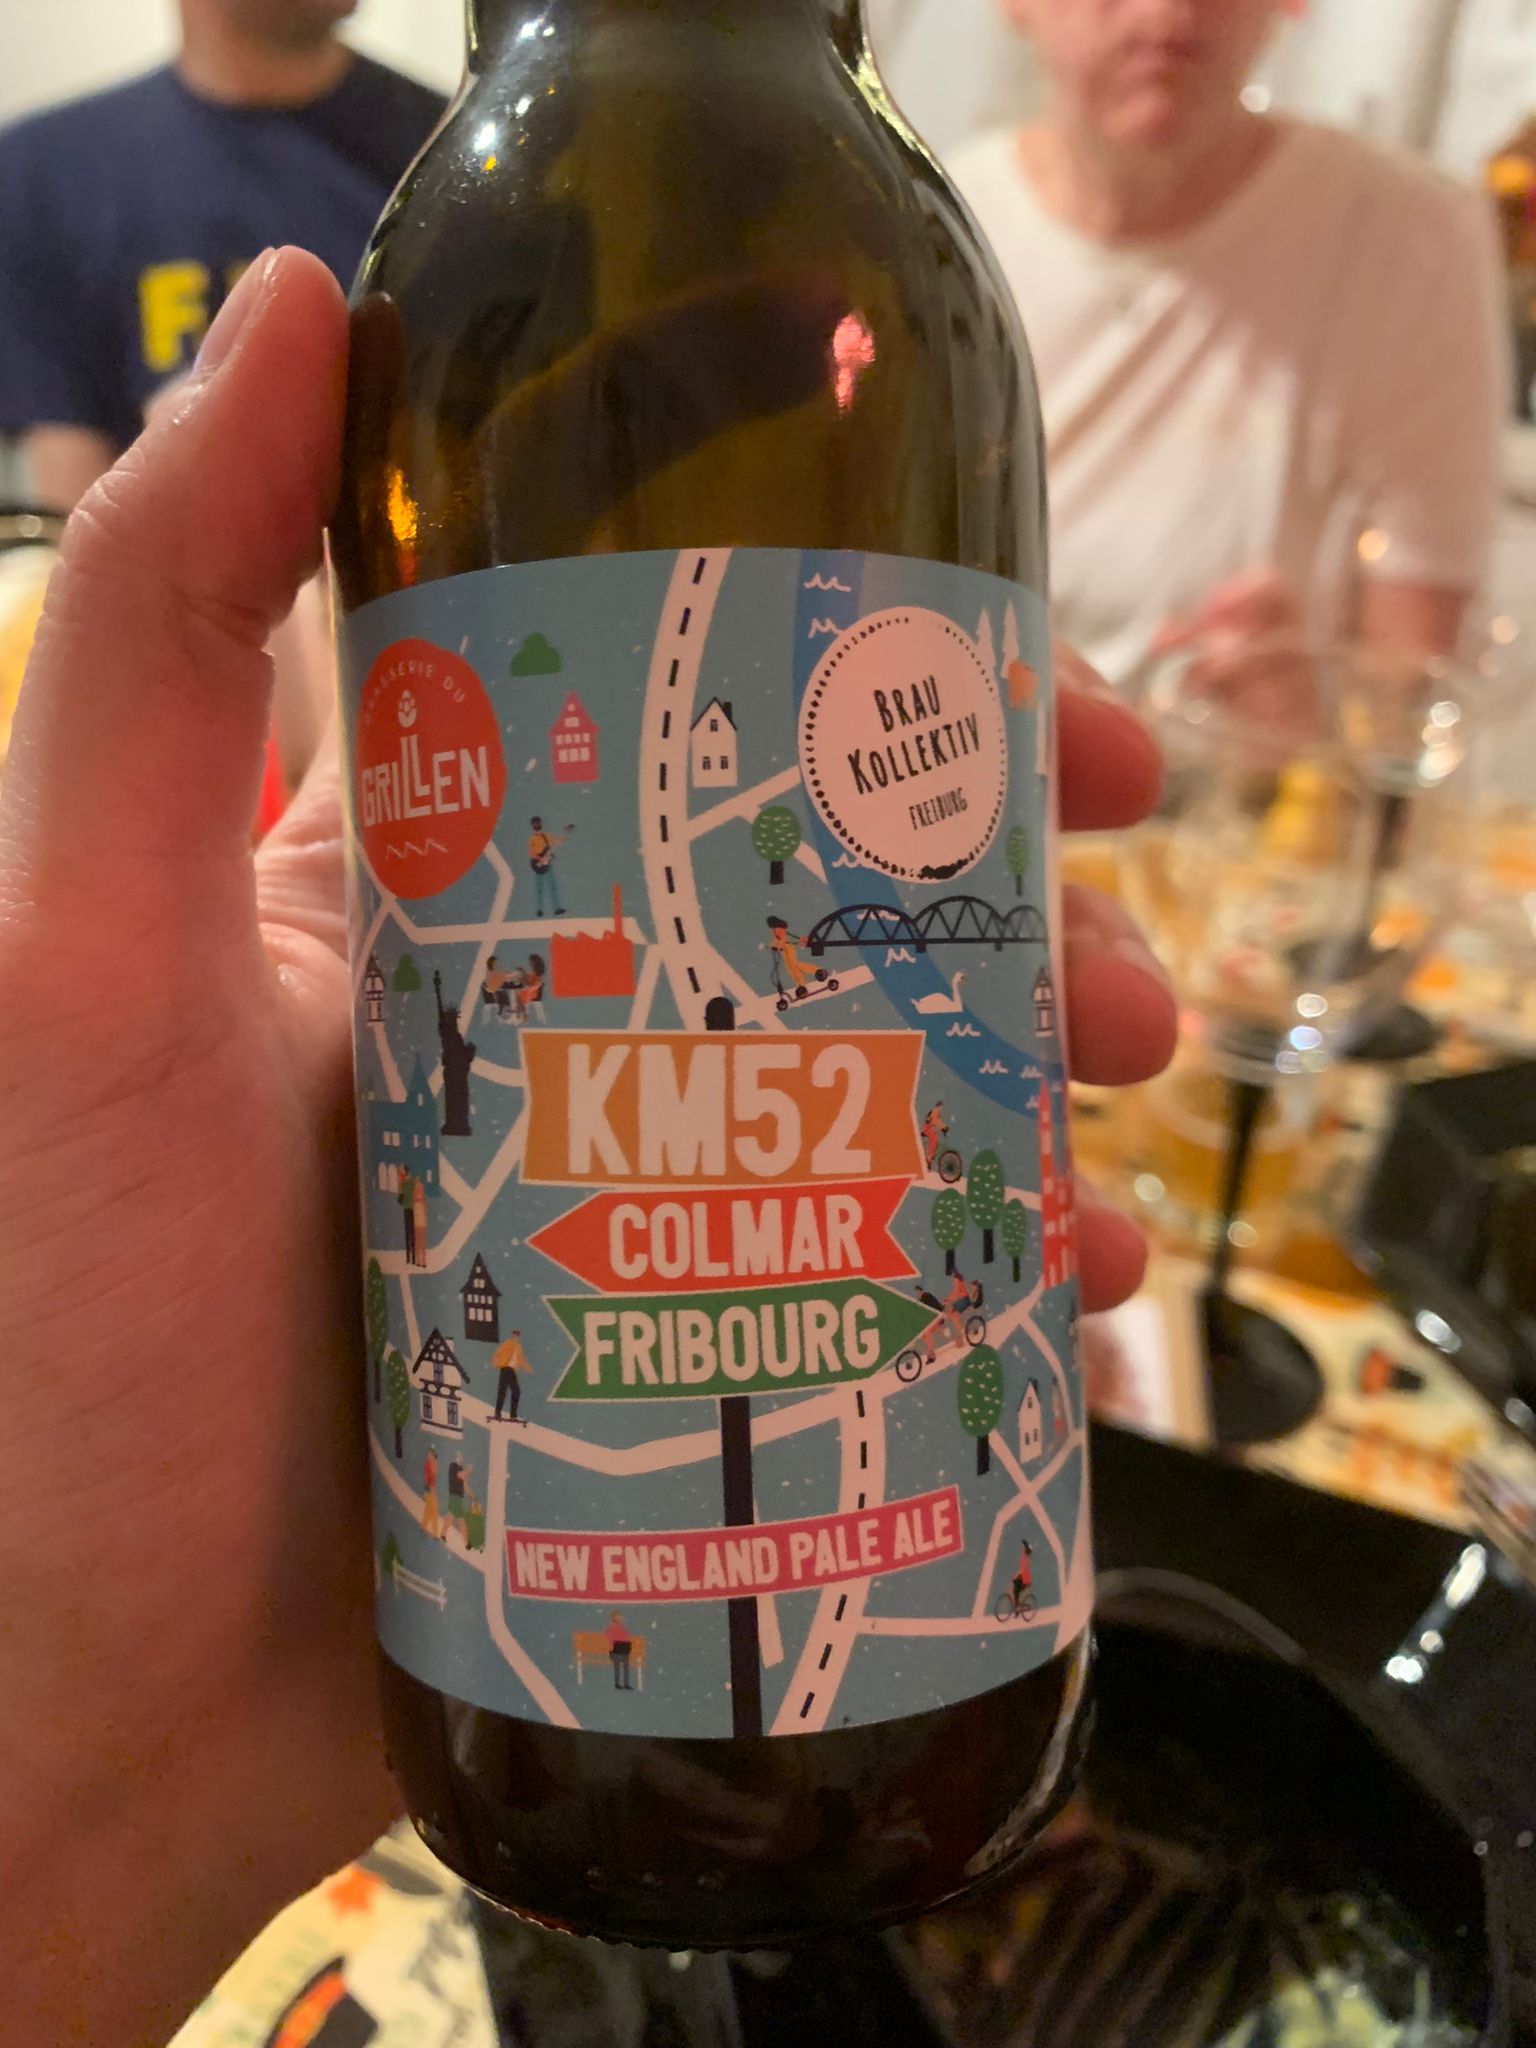 BRASSERIE DU
GRILLEN
BRAU
KOLLEKTIV
FREIBURG
KM52
COLMAR
FRIBOURG
NEW ENGLAND PALE ALE